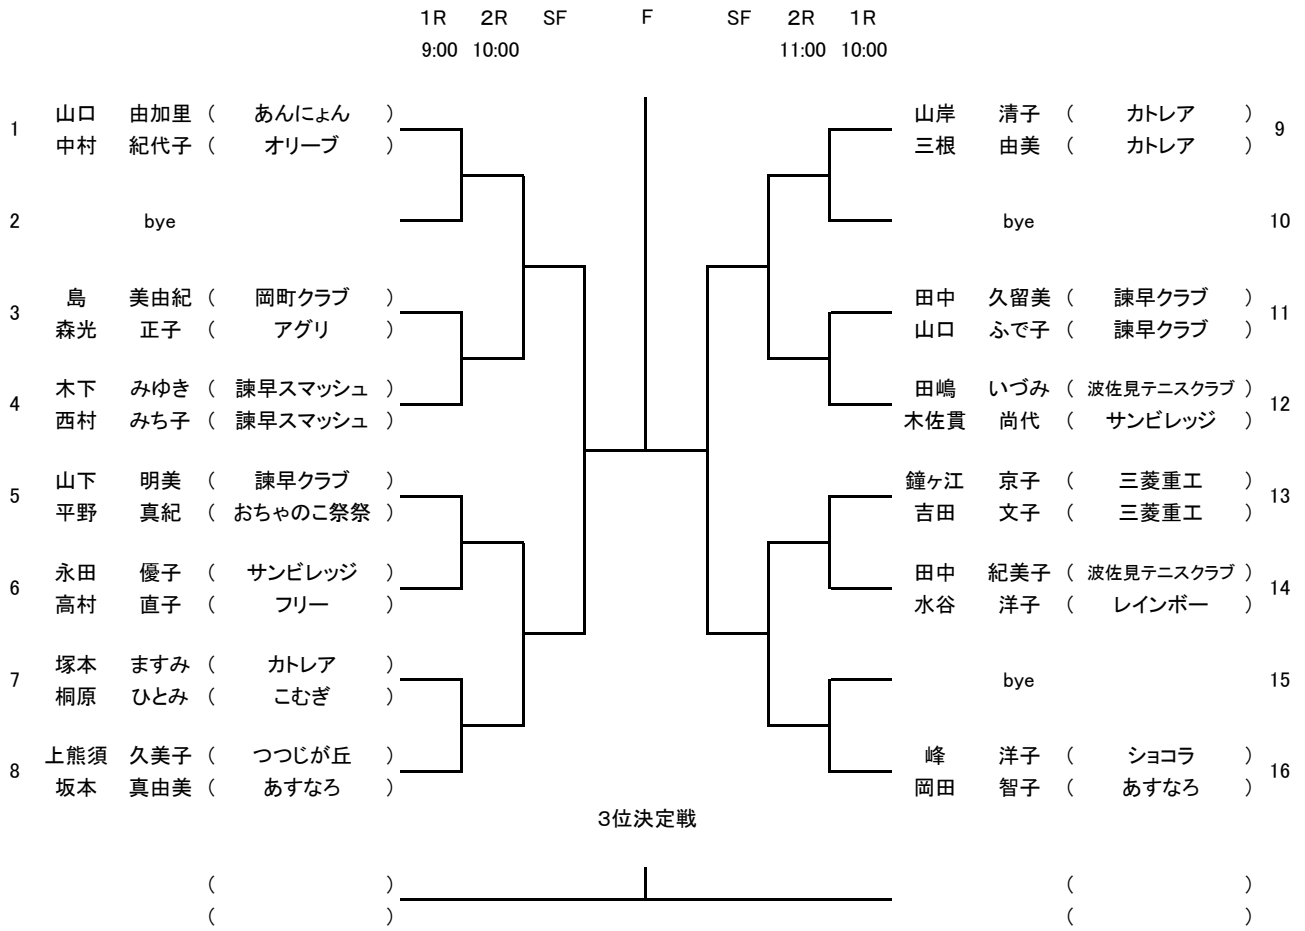 1R 2R SF F SF 2R 1R
9:00 10:00 11:00 10:00
山口 由加里 ( あんにょん ) 山岸 清子 ( カトレア )
1 9
中村 紀代子 ( オリーブ ) 三根 由美 ( カトレア )
2 bye bye 10
島 美由紀 ( 岡町クラブ ) 田中 久留美 ( 諫早クラブ )
3 11
森光 正子 ( アグリ ) 山口 ふで子 ( 諫早クラブ )
木下 みゆき ( 諫早スマッシュ ) 田嶋 いづみ ( 波佐見テニスクラブ )
4 12
西村 みち子 ( 諫早スマッシュ ) 木佐貫 尚代 ( サンビレッジ )
山下 明美 ( 諫早クラブ ) 鐘ヶ江 京子 ( 三菱重工 )
5 13
平野 真紀 ( おちゃのこ祭祭 ) 吉田 文子 ( 三菱重工 )
永田 優子 ( サンビレッジ ) 田中 紀美子 ( 波佐見テニスクラブ )
6 14
高村 直子 ( フリー ) 水谷 洋子 ( レインボー )
塚本 ますみ ( カトレア )
7 bye 15
桐原 ひとみ ( こむぎ )
上熊須 久美子 ( つつじが丘 ) 峰 洋子 ( ショコラ )
8 16
坂本 真由美 ( あすなろ ) 岡田 智子 ( あすなろ )
3位決定戦
( ) ( )
( ) ( )